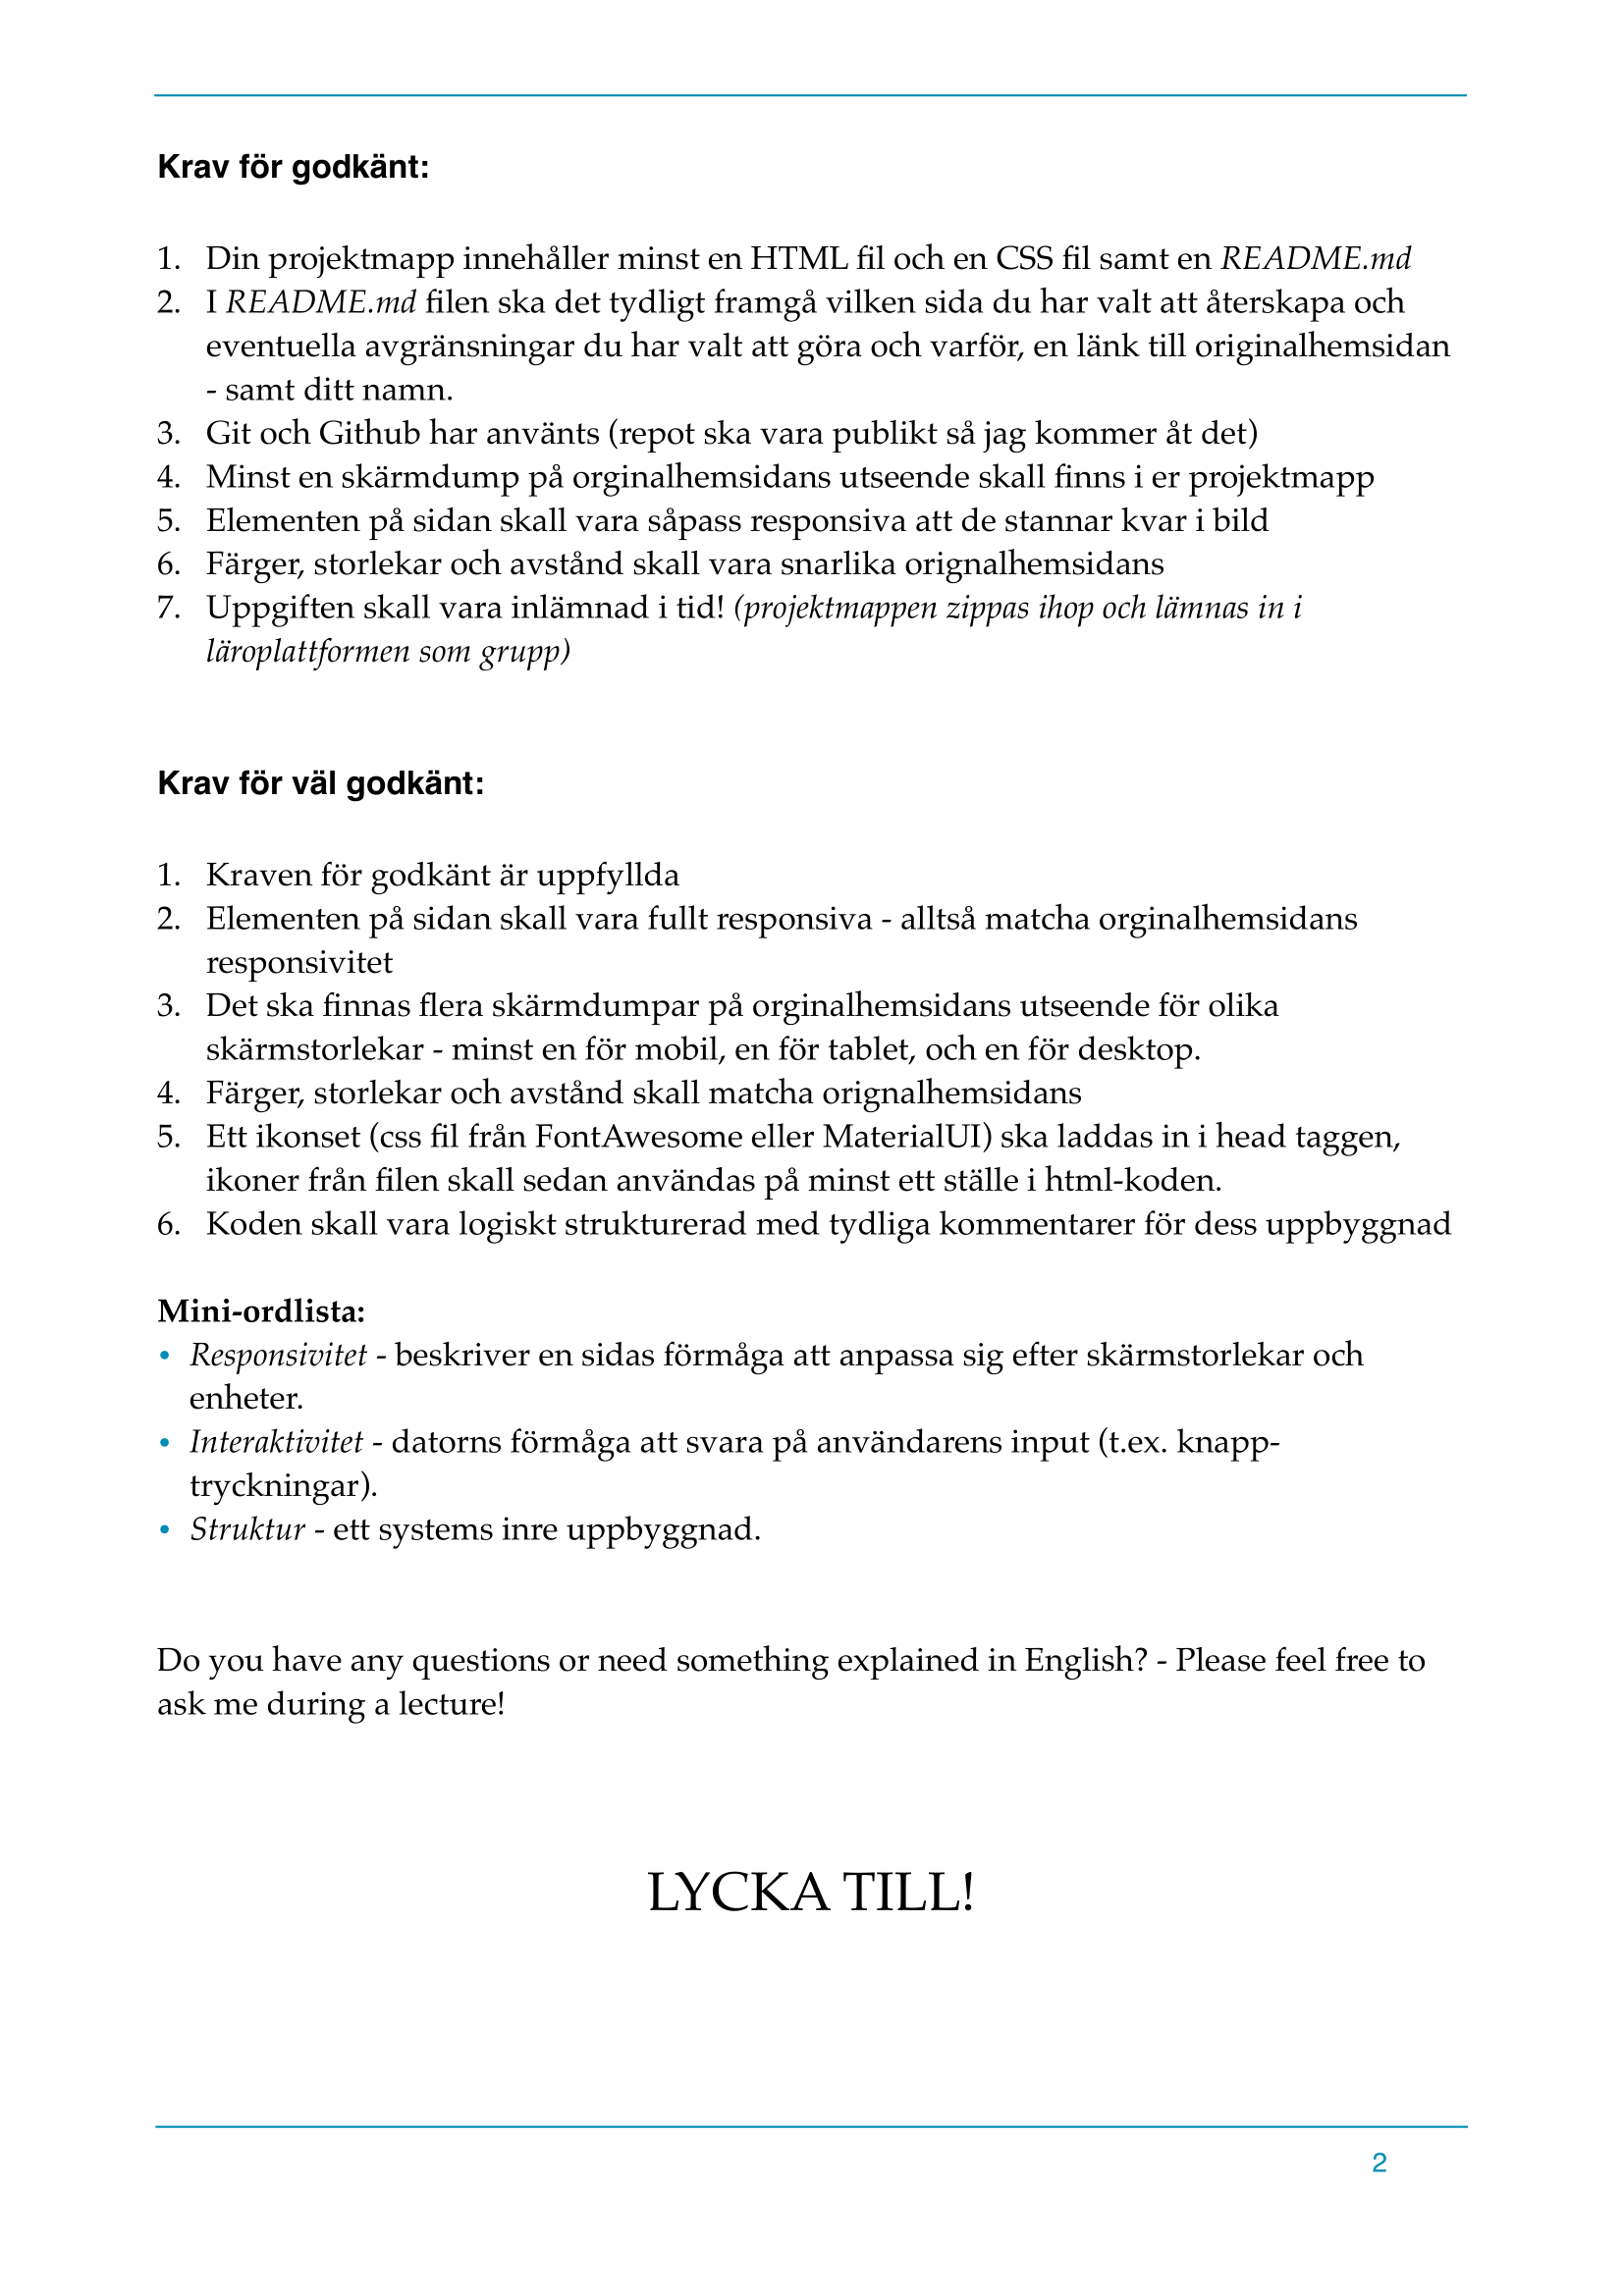 Krav för godkänt:
1. Din projektmapp innehåller minst en HTML fil och en CSS fil samt en README.md
2. I README.md filen ska det tydligt framgå vilken sida du har valt att återskapa och
eventuella avgränsningar du har valt att göra och varför, en länk till originalhemsidan
- samt ditt namn.
3. Git och Github har använts (repot ska vara publikt så jag kommer åt det)
4. Minst en skärmdump på orginalhemsidans utseende skall finns i er projektmapp
5. Elementen på sidan skall vara såpass responsiva att de stannar kvar i bild
6. Färger, storlekar och avstånd skall vara snarlika orignalhemsidans
7. Uppgiften skall vara inlämnad i tid! (projektmappen zippas ihop och lämnas in i
läroplattformen som grupp)
Krav för väl godkänt:
1. Kraven för godkänt är uppfyllda
2. Elementen på sidan skall vara fullt responsiva - alltså matcha orginalhemsidans
responsivitet
3. Det ska finnas flera skärmdumpar på orginalhemsidans utseende för olika
skärmstorlekar - minst en för mobil, en för tablet, och en för desktop.
4. Färger, storlekar och avstånd skall matcha orignalhemsidans
5. Ett ikonset (css fil från FontAwesome eller MaterialUI) ska laddas in i head taggen,
ikoner från filen skall sedan användas på minst ett ställe i html-koden.
6. Koden skall vara logiskt strukturerad med tydliga kommentarer för dess uppbyggnad
Mini-ordlista:
• Responsivitet - beskriver en sidas förmåga att anpassa sig efter skärmstorlekar och
enheter.
• Interaktivitet - datorns förmåga att svara på användarens input (t.ex. knapp-
tryckningar).
• Struktur - ett systems inre uppbyggnad.
Do you have any questions or need something explained in English? - Please feel free to
ask me during a lecture!
LYCKA TILL!
2